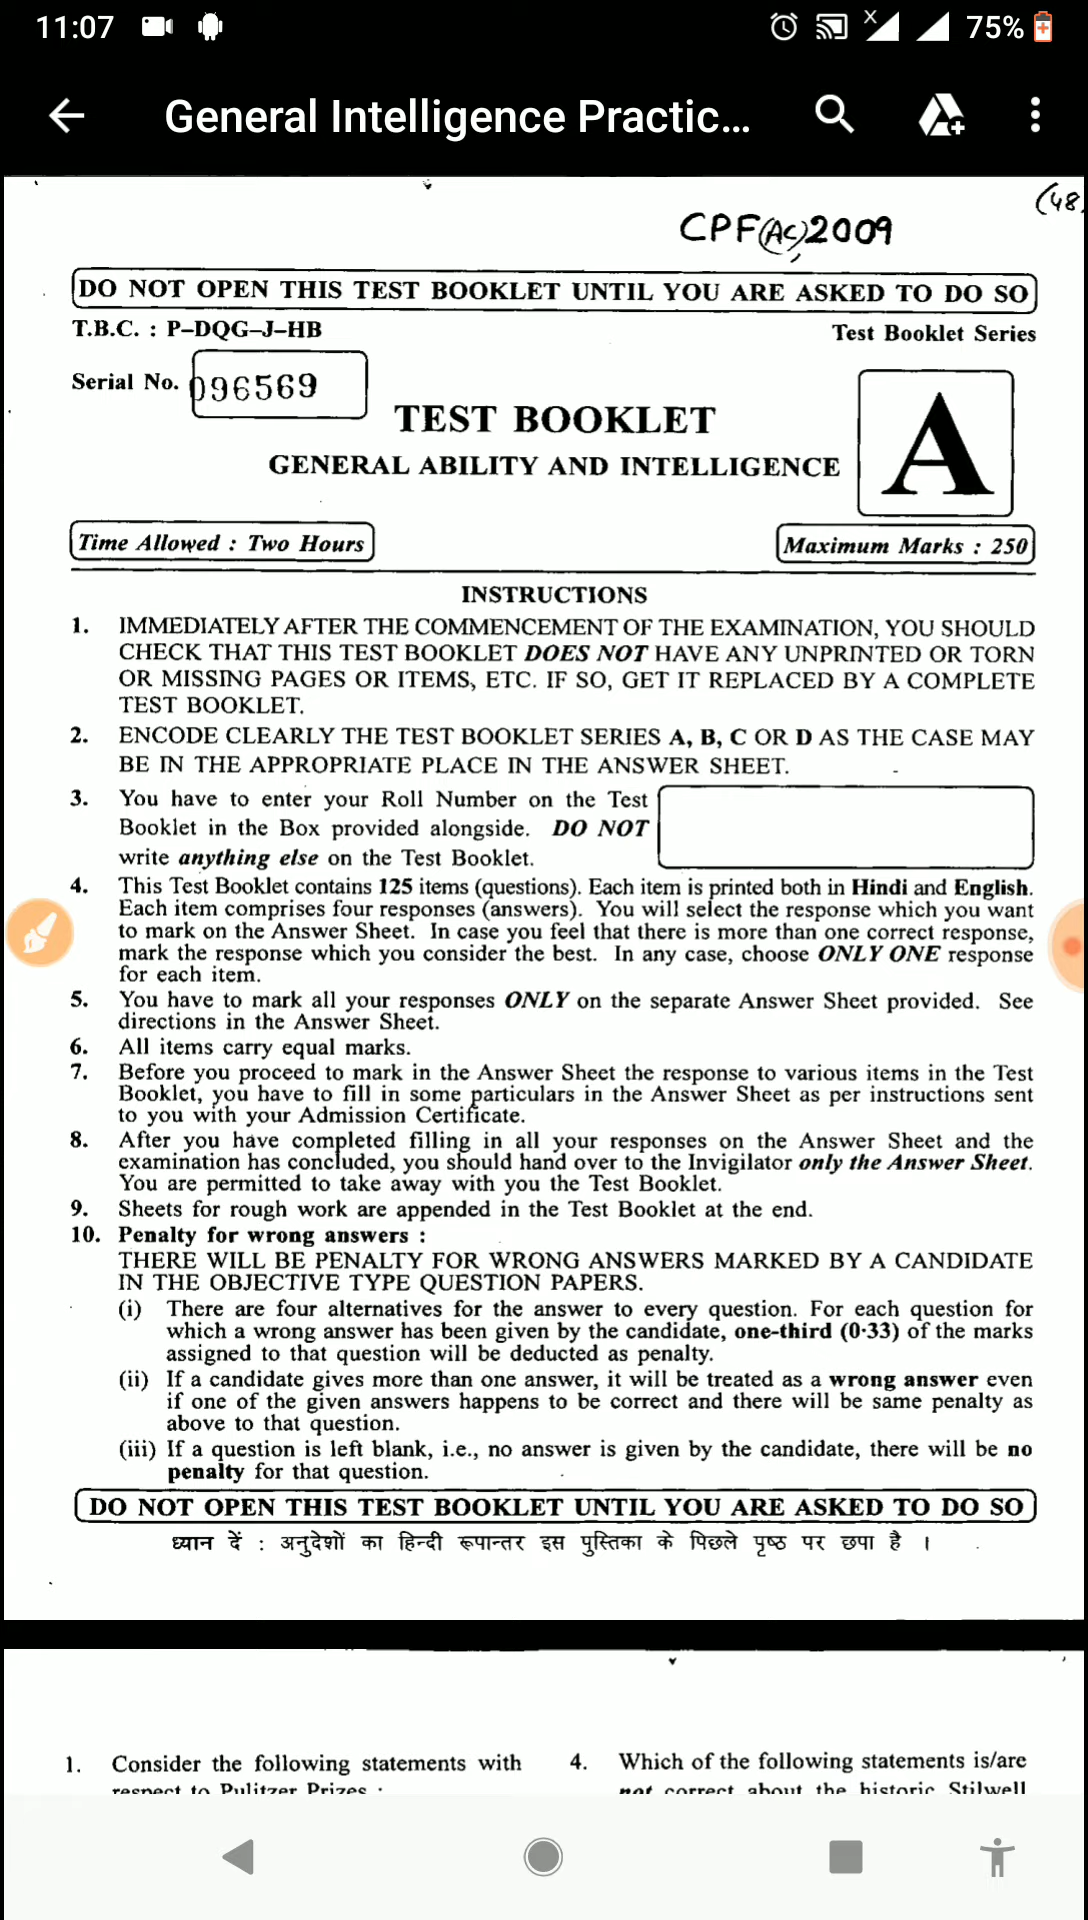 11:07
75%
General Intelligence Practic...
(48
CPF(AC)2009
DO NOT OPEN THIS TEST BOOKLET UNTIL YOU ARE ASKED TO DO SO
T.B.C. : P-DQG-J-HB
Test Booklet Series
Serial No. 096569
TEST BOOKLET
GENERAL ABILITY AND INTELLIGENCE
A
Time Allowed : Two Hours
Maximum Marks : 250
INSTRUCTIONS
1. IMMEDIATELY AFTER THE COMMENCEMENT OF THE EXAMINATION, YOU SHOULD
CHECK THAT THIS TEST BOOKLET DOES NOT HAVE ANY UNPRINTED OR TORN
OR MISSING PAGES OR ITEMS, ETC. IF SO, GET IT REPLACED BY A COMPLETE
TEST BOOKLET.
2. ENCODE CLEARLY THE TEST BOOKLET SERIES A, B, C OR D AS THE CASE MAY
BE IN THE APPROPRIATE PLACE IN THE ANSWER SHEET.
3. You have to enter your Roll Number on the Test
Booklet in the Box provided alongside. DO NOT
write anything else on the Test Booklet.
4. This Test Booklet contains 125 items (questions). Each item is printed both in Hindi and English.
Each item comprises four responses (answers). You will select the response which you want
to mark on the Answer Sheet. In case you feel that there is more than one correct response,
mark the response which you consider the best. In any case, choose ONLY ONE response
for each item.
5. You have to mark all your responses ONLY on the separate Answer Sheet provided. See
directions in the Answer Sheet.
6. All items carry equal marks.
7. Before you proceed to mark in the Answer Sheet the response to various items in the Test
Booklet, you have to fill in some particulars in the Answer Sheet as per instructions sent
to you with your Admission Certificate.
8. After you have completed filling in all your responses on the Answer Sheet and the
examination has concluded, you should hand over to the Invigilator only the Answer Sheet.
You are permitted to take away with you the Test Booklet.
9. Sheets for rough work are appended in the Test Booklet at the end.
10. Penalty for wrong answers :
THERE WILL BE PENALTY FOR WRONG ANSWERS MARKED BY A CANDIDATE
IN THE OBJECTIVE TYPE QUESTION PAPERS.
(i) There are four alternatives for the answer to every question. For each question for
which a wrong answer has been given by the candidate, one-third (0·33) of the marks
assigned to that question will be deducted as penalty.
(ii) If a candidate gives more than one answer, it will be treated as a wrong answer even
if one of the given answers happens to be correct and there will be same penalty as
above to that question.
(iii) If a question is left blank, i.e., no answer is given by the candidate, there will be no
penalty for that question.
DO NOT OPEN THIS TEST BOOKLET UNTIL YOU ARE ASKED TO DO SO
ध्यान दें : अनुदेशों का हिन्दी रूपान्तर इस पुस्तिका के पिछले पृष्ठ पर छपा है ।
1. Consider the following statements with
respect to Pulitzer Prizes :
4. Which of the following statements is/are
not correct about the historic Stilwell